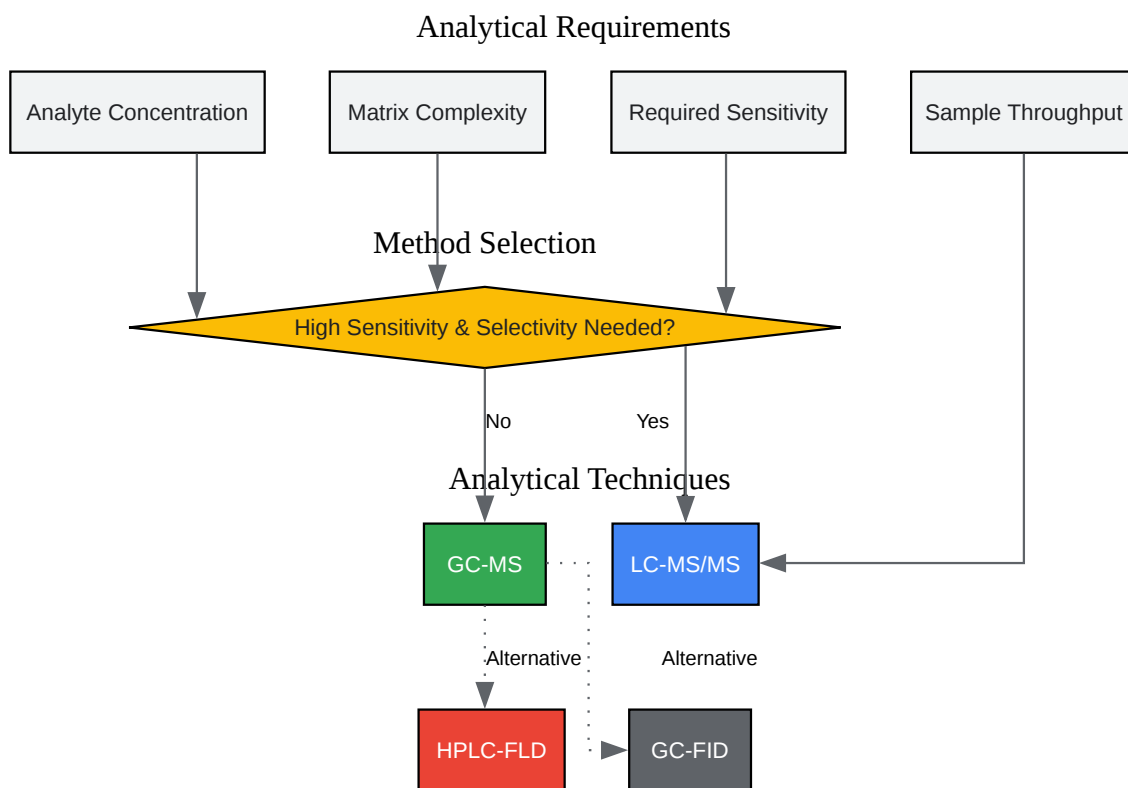 Analytical Requirements
Analyte Concentration
Matrix Complexity
Required Sensitivity
Sample Throughput
Method Selection
High Sensitivity & Selectivity Needed?
No
Yes
Analytical Techniques
GC-MS
LC-MS/MS
Alternative
Alternative
HPLC-FLD
GC-FID